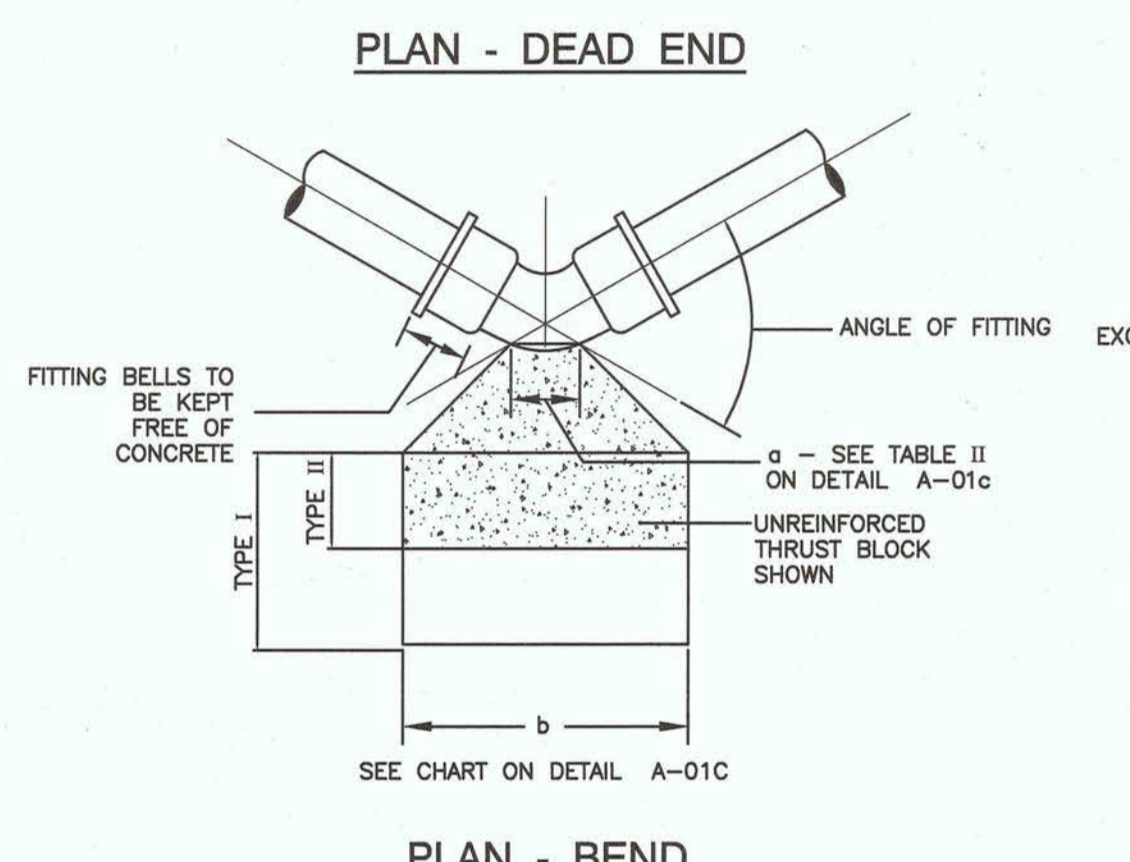 PLAN - DEAD END
ANGLE OF FITTING
EXC
FITTING BELLS TO
BE KEPT
FREE OF
CONCRETE
a - SEE TABLE II
ON DETAIL A-01c
TYPE I
TYPE II
UNREINFORCED
THRUST BLOCK
SHOWN
b
SEE CHART ON DETAIL A-01C
PLAN - BEND